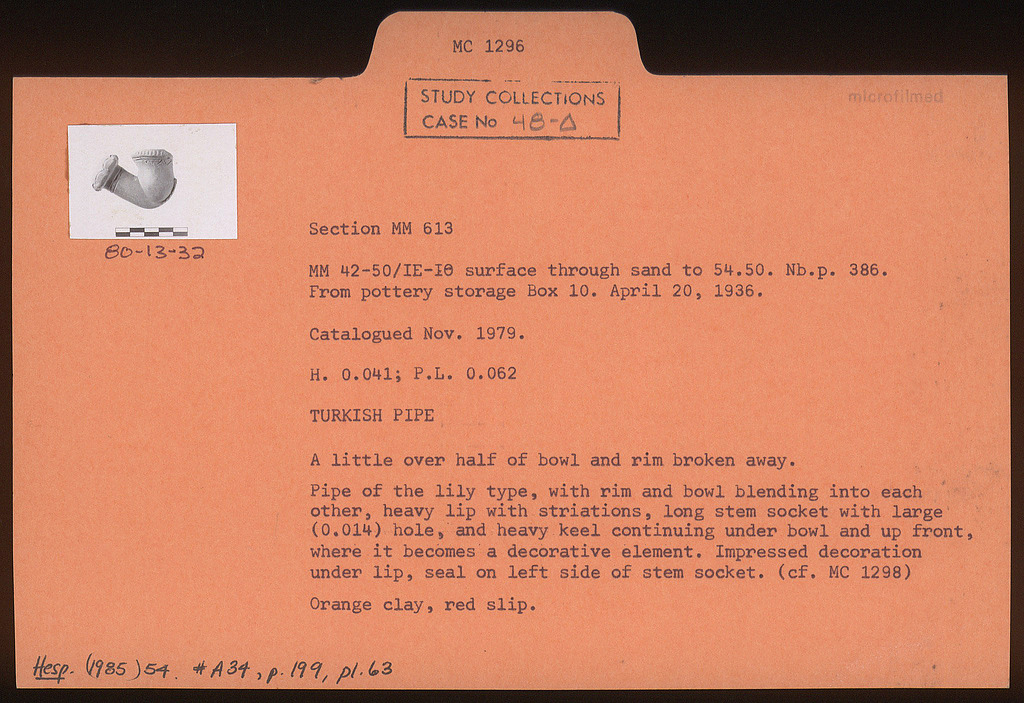 MC 1296
STUDY COLLECTIONS
CASE No 48-Δ
microfilmed
80-13-32
Section MM 613
MM 42-50/ΙΕ-ΙΘ surface through sand to 54.50. Nb.p. 386.
From pottery storage Box 10. April 20, 1936.
Catalogued Nov. 1979.
H. 0.041; P.L. 0.062
TURKISH PIPE
A little over half of bowl and rim broken away.
Pipe of the lily type, with rim and bowl blending into each
other, heavy lip with striations, long stem socket with large
(0.014) hole, and heavy keel continuing under bowl and up front,
where it becomes a decorative element. Impressed decoration
under lip, seal on left side of stem socket. (cf. MC 1298)
Orange clay, red slip.
Hesp. (1985) 54. #A34, p. 199, pl. 63